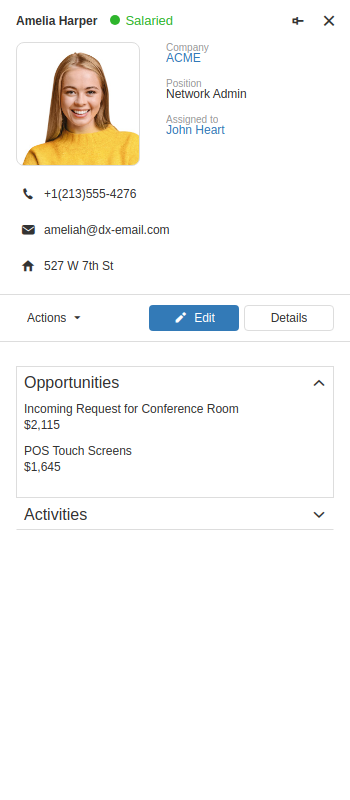 Amelia Harper Salaried
Company
ACME
Position
Network Admin
Assigned to
John Heart
+1(213)555-4276
ameliah@dx-email.com
527 W 7th St
Actions Edit Details
Opportunities
Incoming Request for Conference Room
$2,115
POS Touch Screens
$1,645
Activities